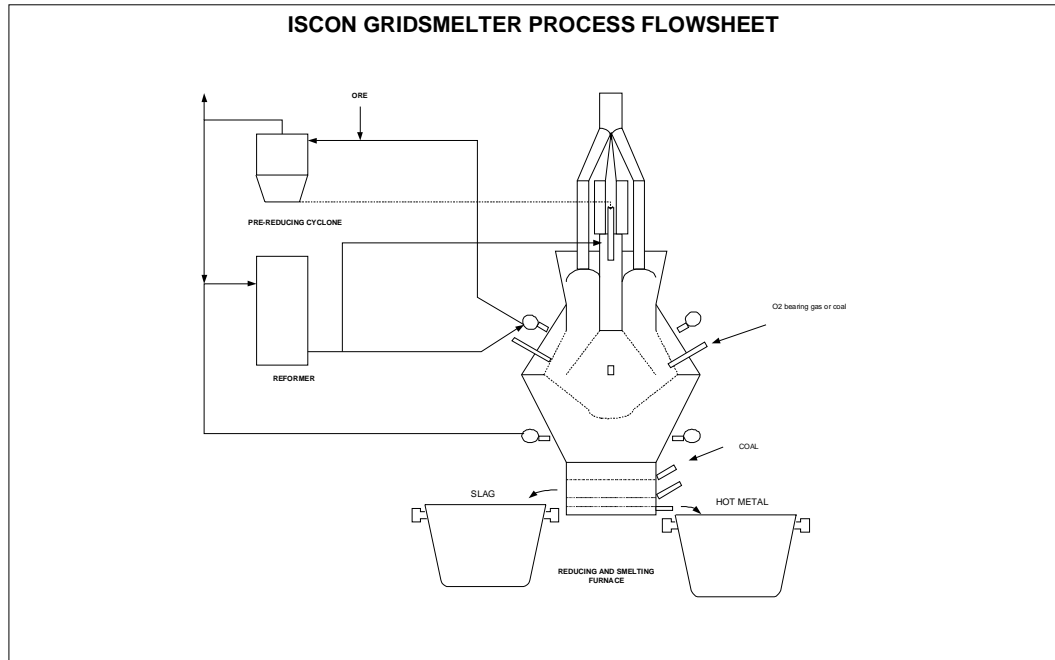 ISCON GRIDSMELTER PROCESS FLOWSHEET
ORE
PRE-REDUCING CYCLONE
O2 bearing gas or coal
REFORMER
COAL
SLAG
HOT METAL
REDUCING AND SMELTING
FURNACE